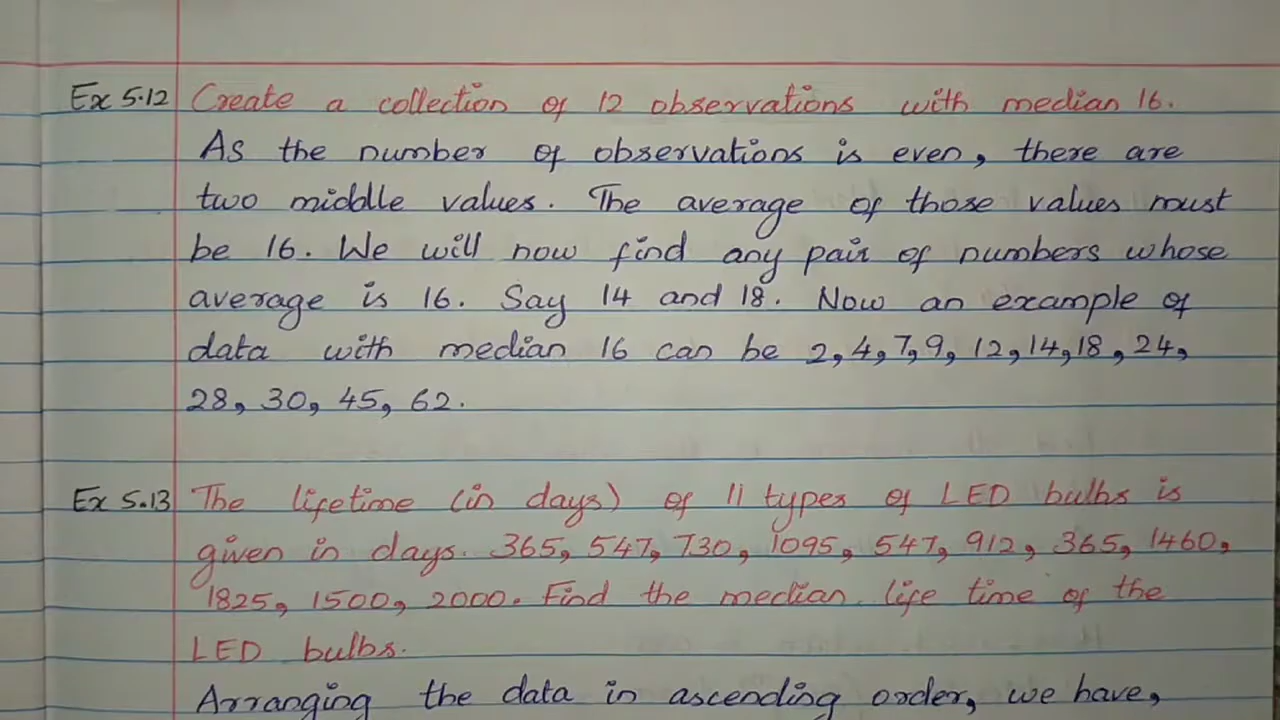 Ex 5.12 Create a collection of 12 observations with median 16.
As the number of observations is even, there are
two middle values. The average of those values must
be 16. We will now find any pair of numbers whose
average is 16. Say 14 and 18. Now an example of
data with median 16 can be 2, 4, 7, 9, 12, 14, 18, 24,
28, 30, 45, 62.
Ex 5.13 The lifetime (in days) of 11 types of LED bulbs is
given in days. 365, 547, 730, 1095, 547, 912, 365, 1460,
1825, 1500, 2000. Find the median life time of the
LED bulbs.
Arranging the data in ascending order, we have,